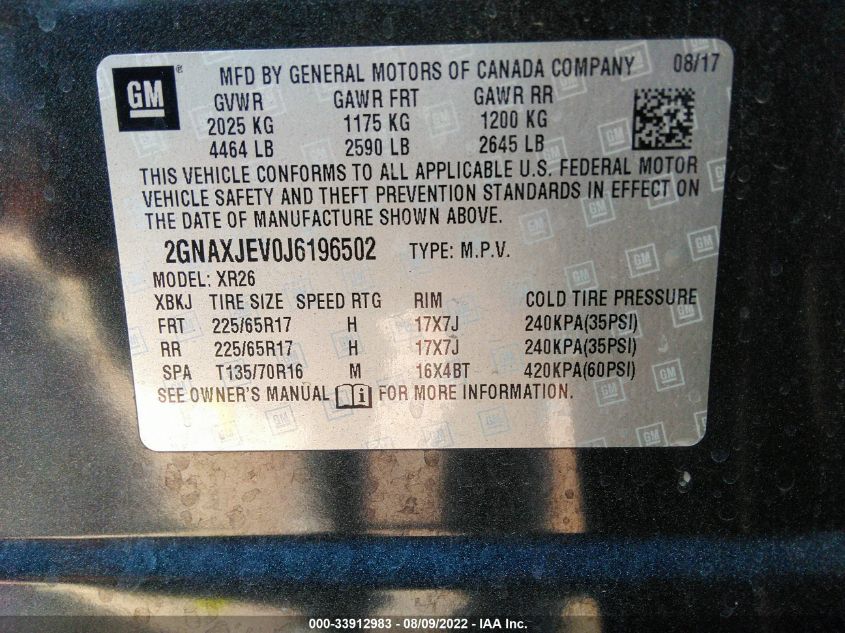 GM ® MFD BY GENERAL MOTORS OF CANADA COMPANY 08/17
GVWR GAWR FRT GAWR RR
2025 KG 1175 KG 1200 KG
4464 LB 2590 LB 2645 LB
THIS VEHICLE CONFORMS TO ALL APPLICABLE U.S. FEDERAL MOTOR
VEHICLE SAFETY AND THEFT PREVENTION STANDARDS IN EFFECT ON
THE DATE OF MANUFACTURE SHOWN ABOVE.
2GNAXJEV0J6196502 TYPE: M.P.V.
MODEL: XR26
XBKJ TIRE SIZE SPEED RTG RIM COLD TIRE PRESSURE
FRT 225/65R17 H 17X7J 240KPA(35PSI)
RR 225/65R17 H 17X7J 240KPA(35PSI)
SPA T135/70R16 M 16X4BT 420KPA(60PSI)
SEE OWNER'S MANUAL FOR MORE INFORMATION.
000-33912983 - 08/09/2022 - IAA Inc.